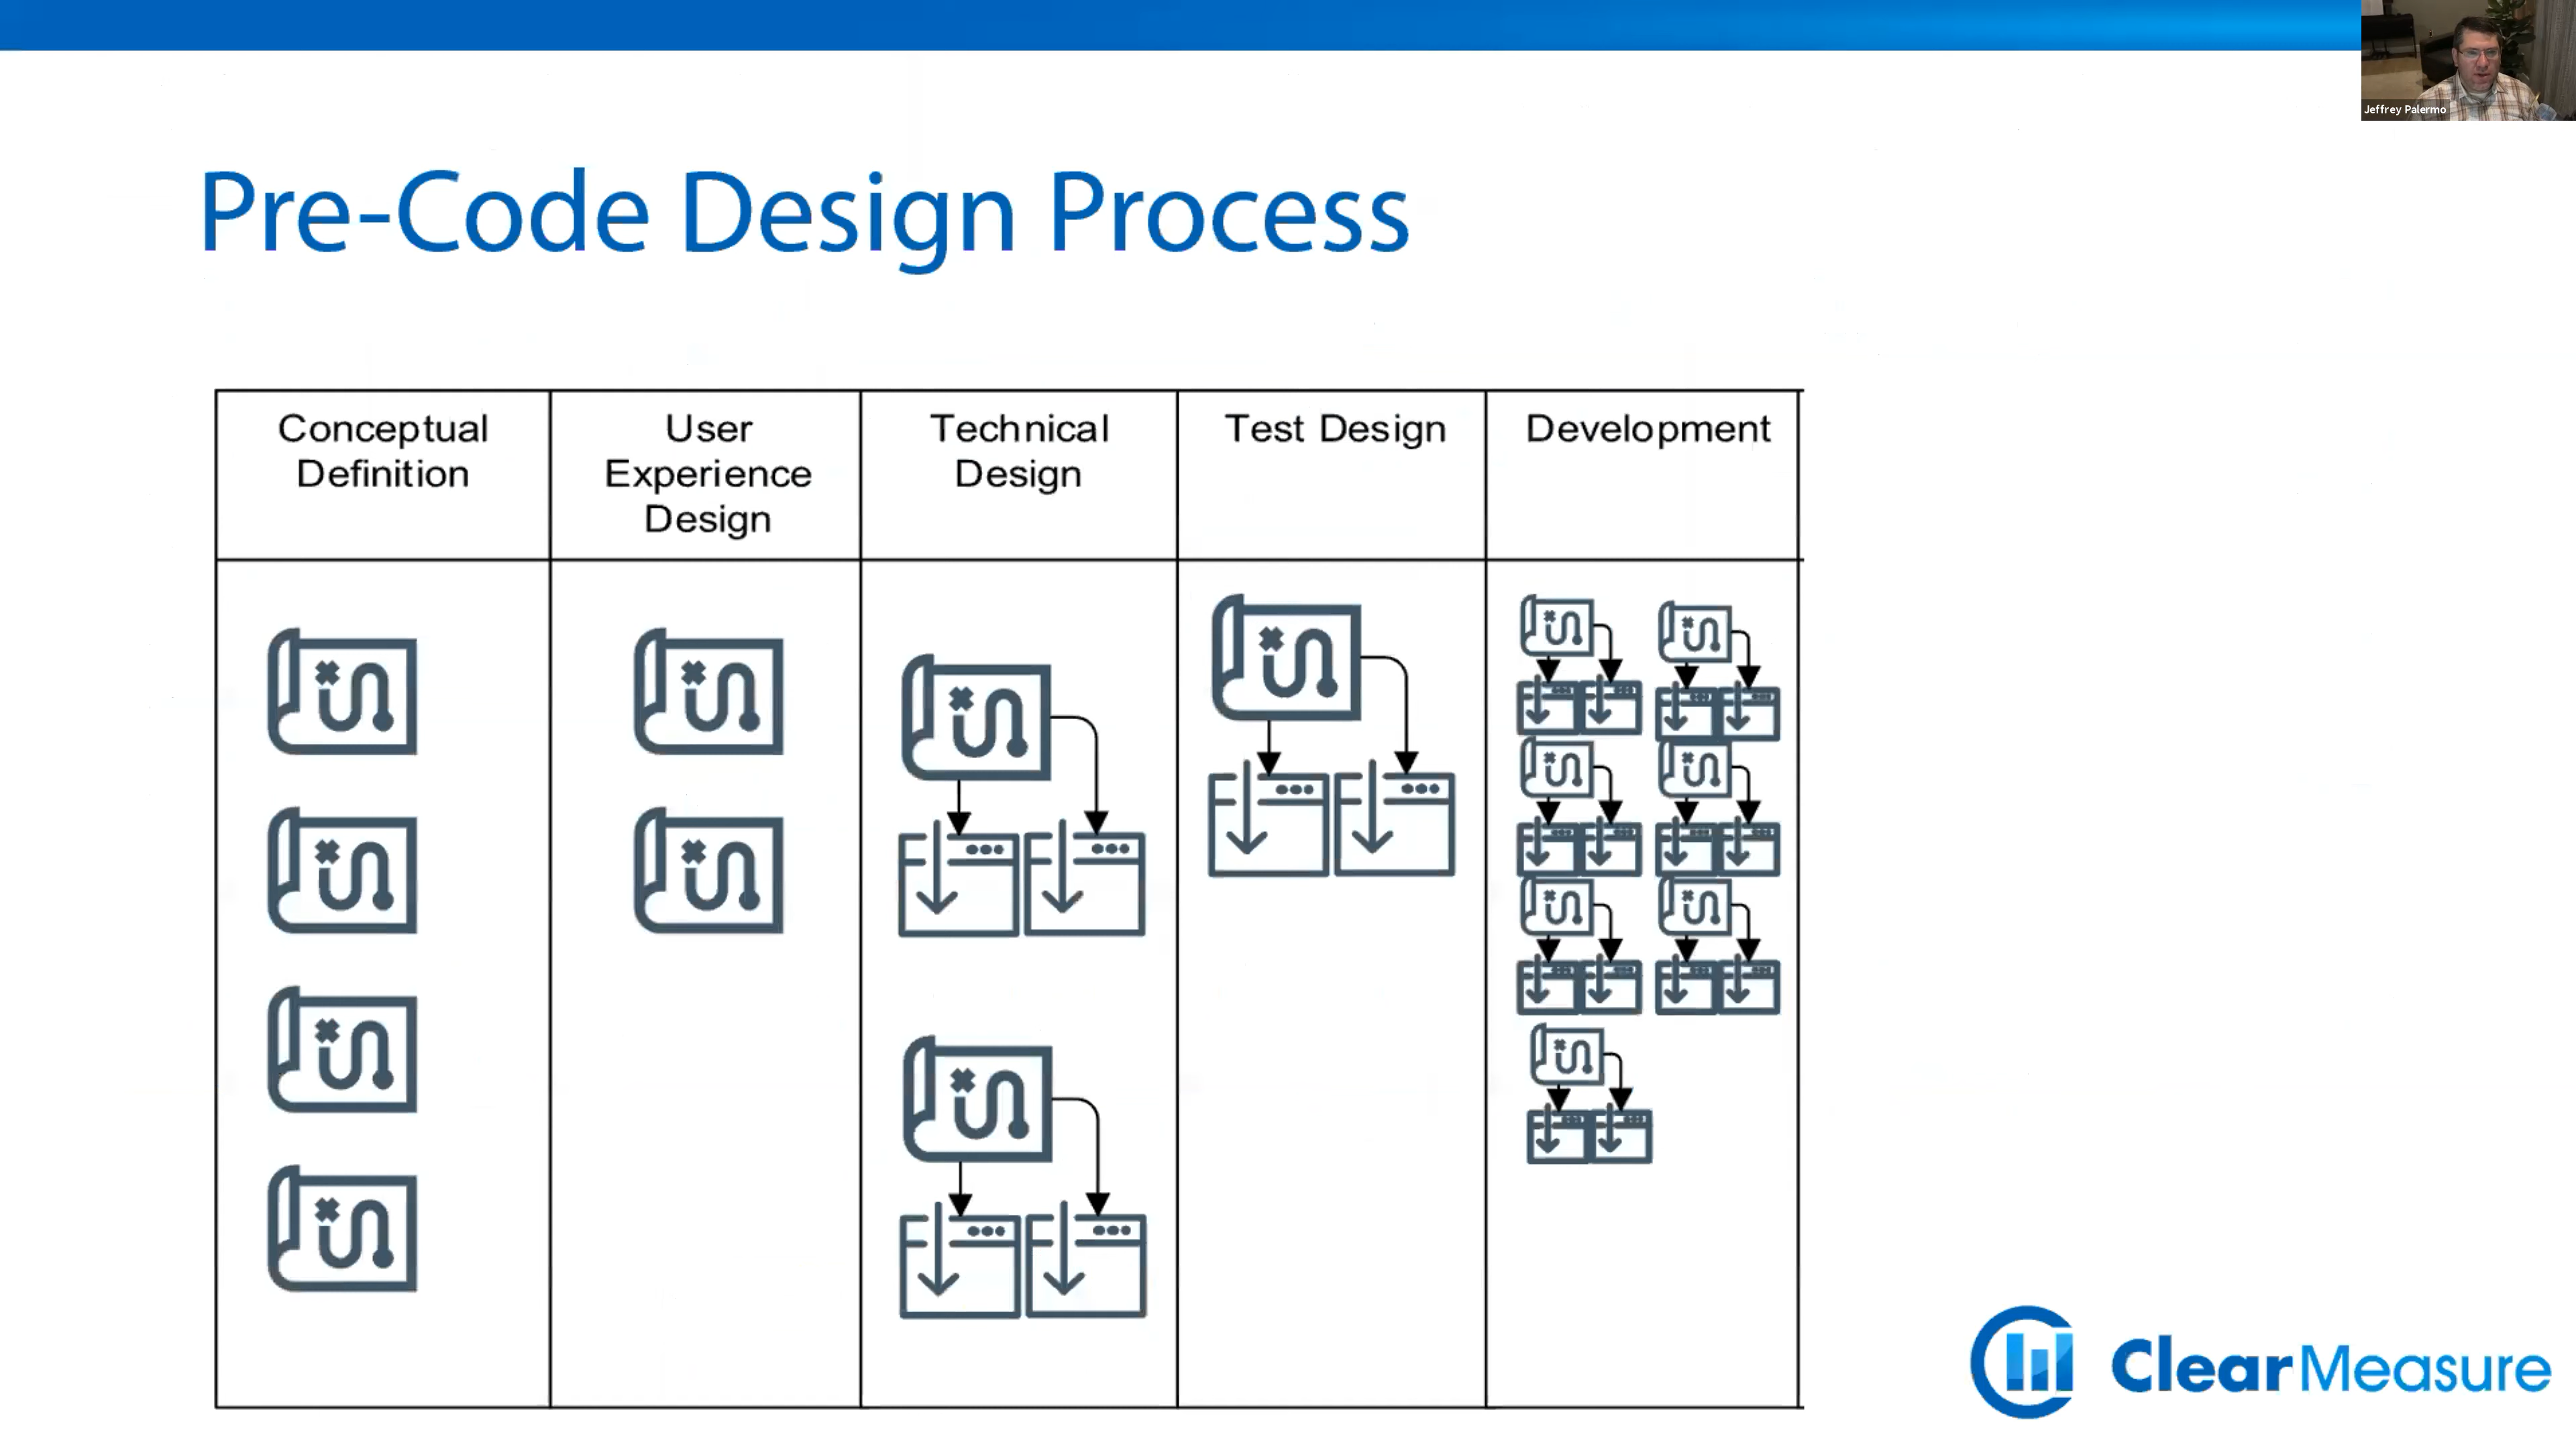 Jeffrey Palermo
Pre-Code Design Process
Conceptual
Definition
User
Experience
Design
Technical
Design
Test Design
Development
ClearMeasure